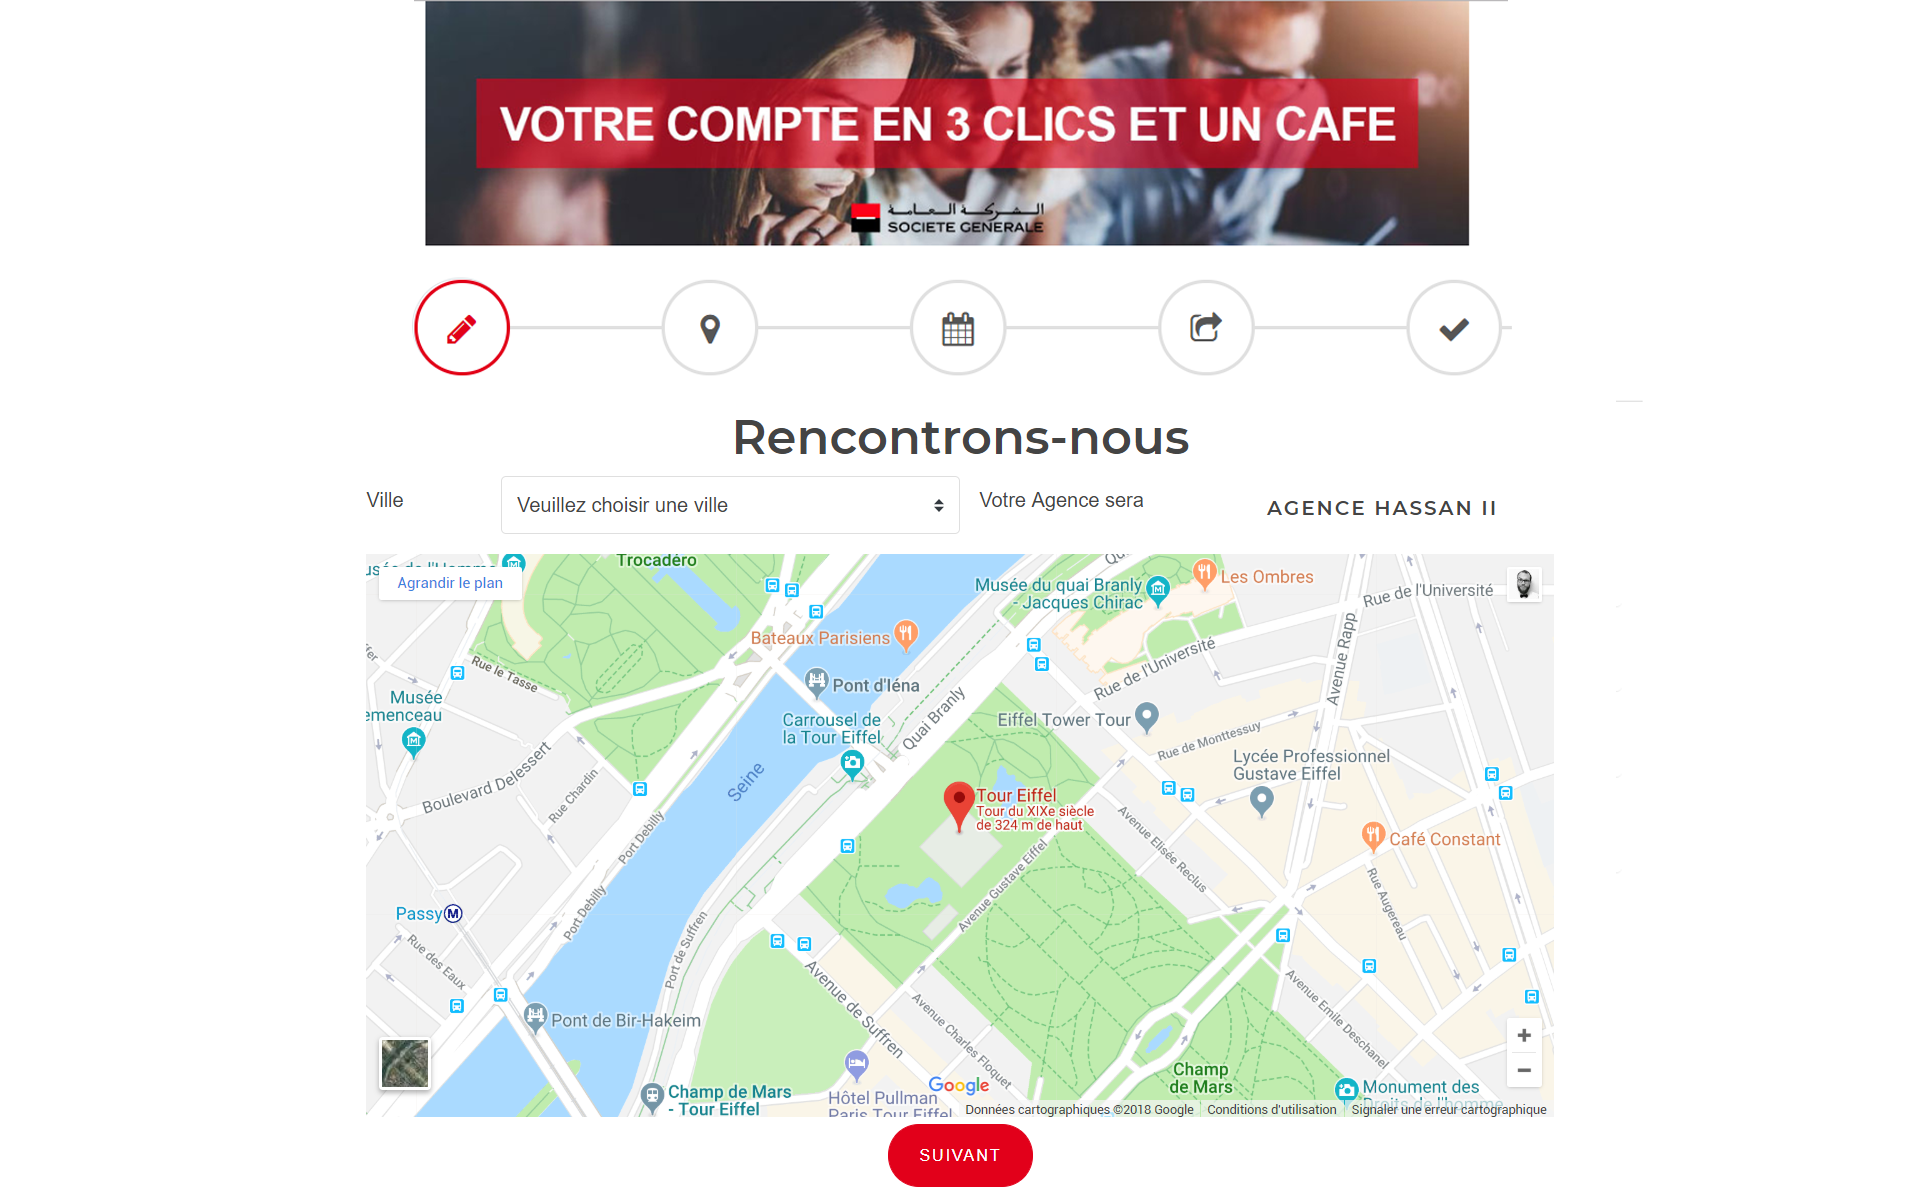 VOTRE COMPTE EN 3 CLICS ET UN CAFE
الشركة العامة
SOCIETE GENERALE
Rencontrons-nous
Ville
Veuillez choisir une ville
Votre Agence sera
AGENCE HASSAN II
Trocadéro
Agrandir le plan
Musée du quai Branly
- Jacques Chirac
Les Ombres
Rue de l'Université
Bateaux Parisiens
Avenue Rapp
Rue le Tasse
Rue de l'Université
Pont d'Iéna
Musée
emenceau
Carrousel de
la Tour Eiffel
Quai Branly
Eiffel Tower Tour
Rue de Monttessuy
Lycée Professionnel
Gustave Eiffel
Boulevard Delessert
Rue Chardin
Seine
Tour Eiffel
Tour du XIXe siècle
de 324 m de haut
Port Debilly
Avenue Elisée Reclus
Café Constant
Avenue Gustave Eiffel
Rue Augereau
Passy
M
Port Debilly
Rue des Eaux
Port de Suffren
Avenue de Suffren
Avenue Charles Floquet
Avenue Emile Deschanel
Pont de Bir-Hakeim
Champ de Mars
- Tour Eiffel
Hôtel Pullman
Paris Tour Eiffel
Google
Champ
de Mars
Monument des
Droits de l'homme
Données cartographiques ©2018 Google
Conditions d'utilisation
Signaler une erreur cartographique
SUIVANT